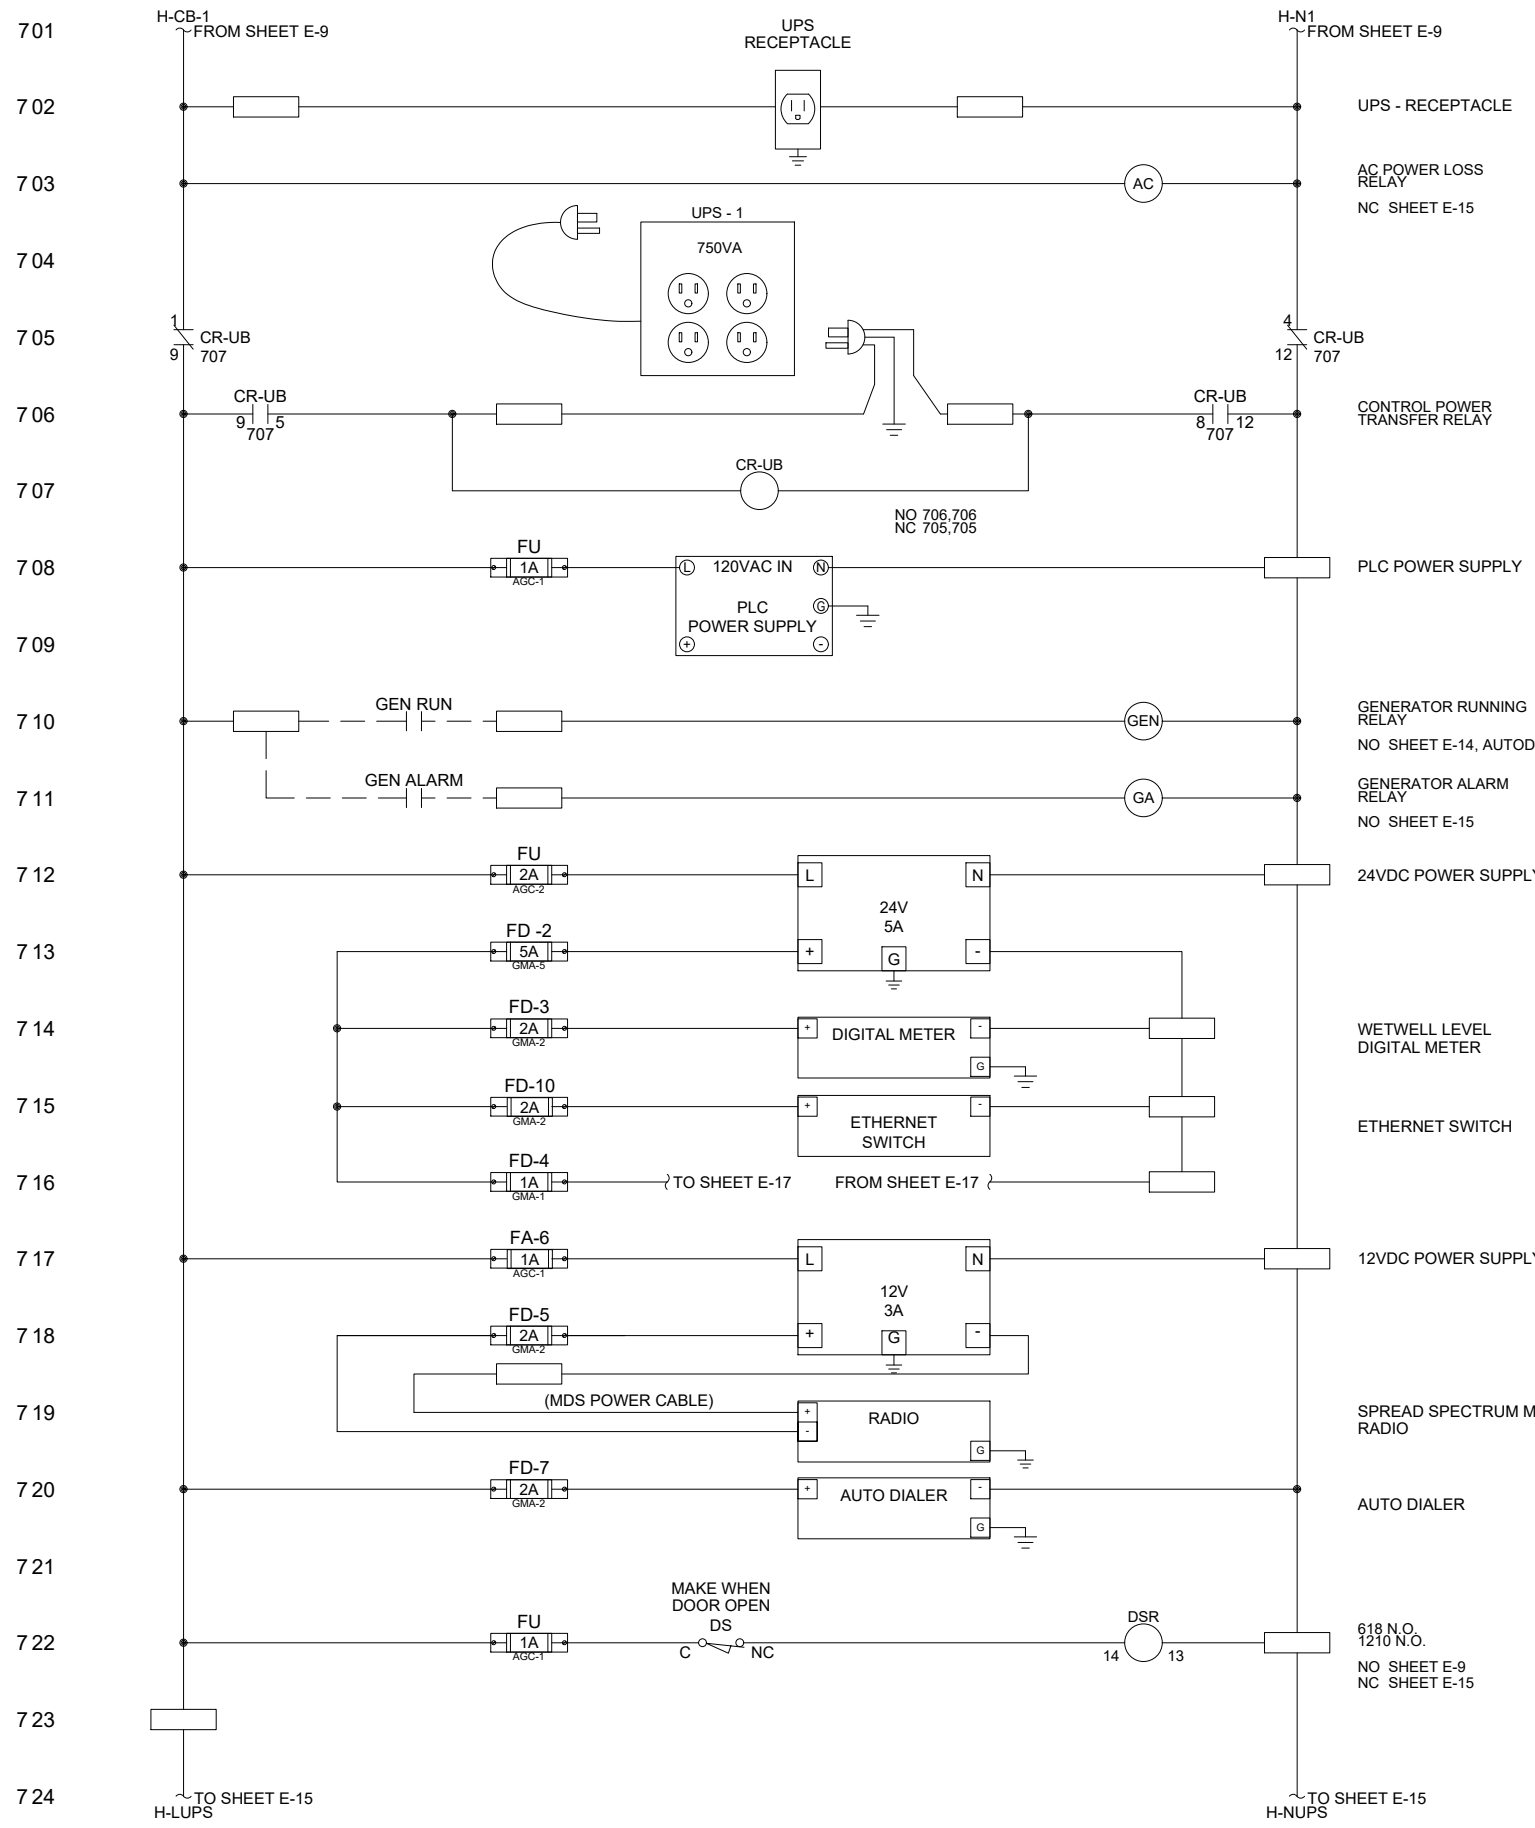 701
H-CB-1
FROM SHEET E-9
UPS
RECEPTACLE
H-N1
FROM SHEET E-9
702
UPS - RECEPTACLE
703
AC
AC POWER LOSS
RELAY
NC SHEET E-15
UPS - 1
750VA
704
705
1
9
CR-UB
707
4
12
CR-UB
707
706
CR-UB
9 5
707
CR-UB
8 12
707
CONTROL POWER
TRANSFER RELAY
707
CR-UB
NO 706,706
NC 705,705
708
FU
1A
AGC-1
L 120VAC IN N
PLC
POWER SUPPLY
G
+ -
PLC POWER SUPPLY
709
710
GEN RUN
GEN
GENERATOR RUNNING
RELAY
NO SHEET E-14, AUTOD
711
GEN ALARM
GA
GENERATOR ALARM
RELAY
NO SHEET E-15
712
FU
2A
AGC-2
L N
24V
5A
24VDC POWER SUPPLY
713
FD -2
5A
GMA-5
+ G -
714
FD-3
2A
GMA-2
+ DIGITAL METER -
G
WETWELL LEVEL
DIGITAL METER
715
FD-10
2A
GMA-2
+ -
ETHERNET
SWITCH
ETHERNET SWITCH
716
FD-4
1A
GMA-1
TO SHEET E-17 FROM SHEET E-17
717
FA-6
1A
AGC-1
L N
12V
3A
12VDC POWER SUPPLY
718
FD-5
2A
GMA-2
+ G -
719
(MDS POWER CABLE)
+
-
RADIO
G
SPREAD SPECTRUM M
RADIO
720
FD-7
2A
GMA-2
+ AUTO DIALER -
G
AUTO DIALER
721
722
FU
1A
AGC-1
MAKE WHEN
DOOR OPEN
DS
C NC
DSR
14 13
618 N.O.
1210 N.O.
NO SHEET E-9
NC SHEET E-15
723
724
TO SHEET E-15
H-LUPS
TO SHEET E-15
H-NUPS